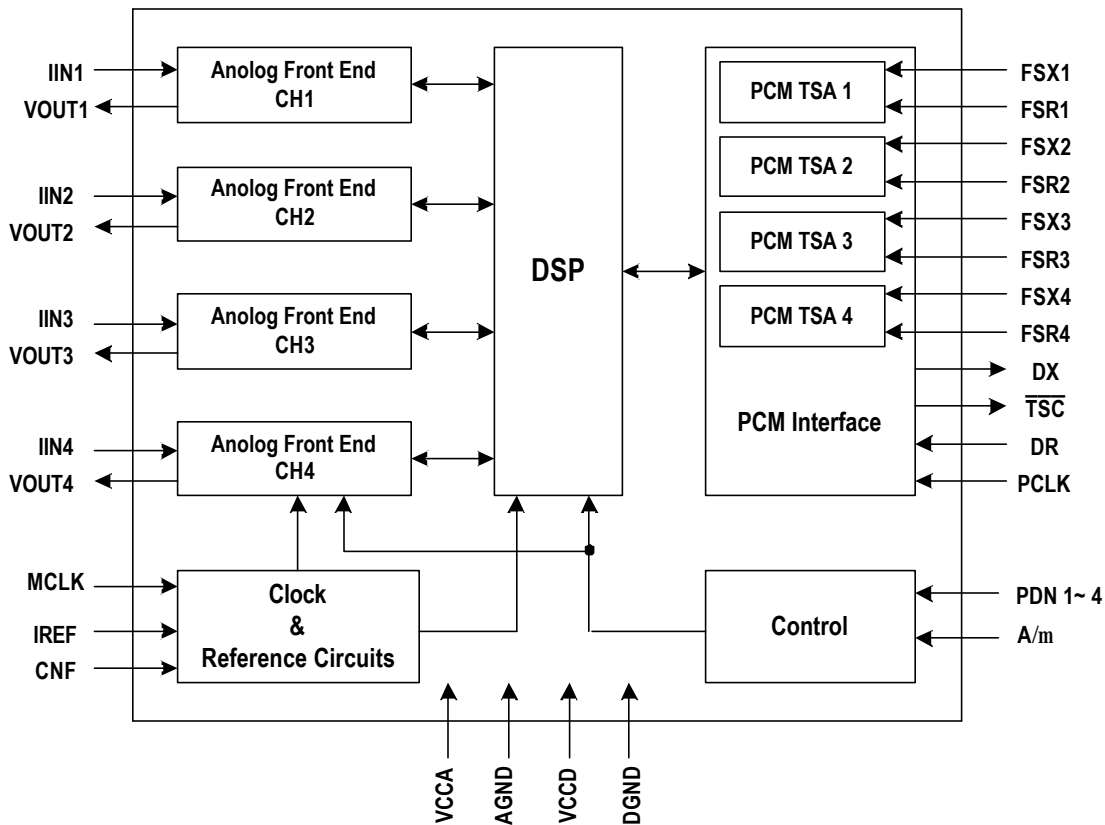 IIN1
VOUT1
Anolog Front End
CH1
IIN2
VOUT2
Anolog Front End
CH2
IIN3
VOUT3
Anolog Front End
CH3
IIN4
VOUT4
Anolog Front End
CH4
DSP
PCM TSA 1
PCM TSA 2
PCM TSA 3
PCM TSA 4
PCM Interface
FSX1
FSR1
FSX2
FSR2
FSX3
FSR3
FSX4
FSR4
DX
TSC
DR
PCLK
MCLK
IREF
CNF
Clock
&
Reference Circuits
Control
PDN 1~ 4
A/m
VCCA
AGND
VCCD
DGND